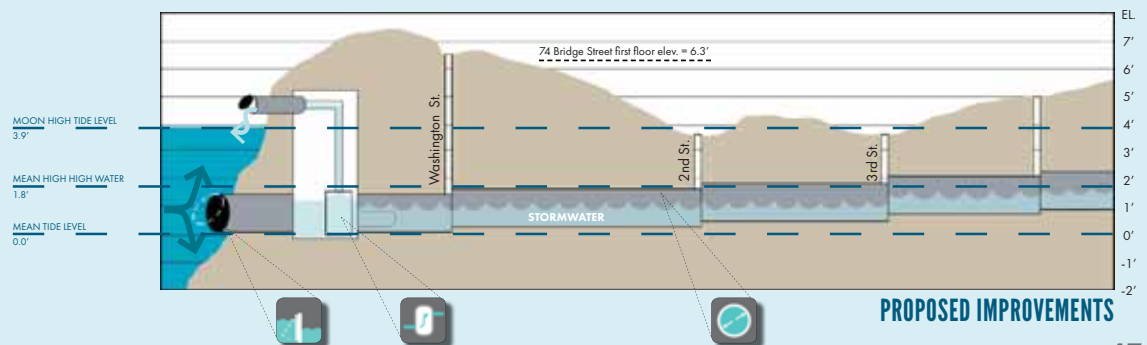 EL.
7’
74 Bridge Street first floor elev. = 6.3’
6’
5’
MOON HIGH TIDE LEVEL
3.9’
4’
Washington St.
2nd St.
3rd St.
3’
MEAN HIGH HIGH WATER
1.8’
2’
STORMWATER
1’
MEAN TIDE LEVEL
0.0’
0’
-1’
-2’
PROPOSED IMPROVEMENTS